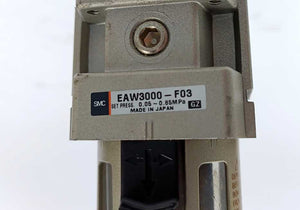 SMC
EAW3000-F03
SET PRESS. 0.05-0.85MPa
MADE IN JAPAN GZ